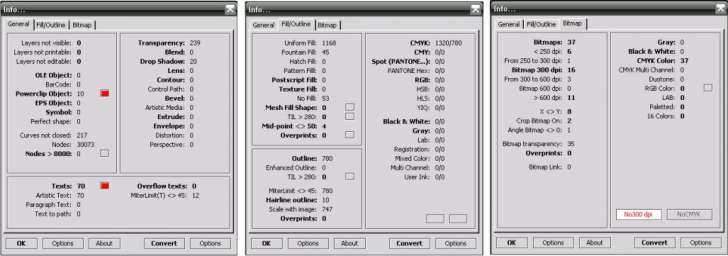 Info...
General Fill/Outline Bitmap
Layers not visible: 0
Layers not printable: 0
Layers not editable: 0
OLE Object: 0
BarCode: 0
Powerclip Object: 10
EPS Object: 0
Symbol: 0
Perfect shape: 0
Curves not closed: 217
Nodes: 30073
Nodes > 8000: 0
Transparency: 239
Blend: 0
Drop Shadow: 20
Lens: 0
Contour: 0
Control Path: 0
Bevel: 0
Artistic Media: 0
Extrude: 0
Envelope: 0
Distortion: 0
Perspective: 0
Texts: 70
Artistic Text: 70
Paragraph Text: 0
Text to path: 0
Overflow texts: 0
MiterLimit(T) <> 45: 12
OK Options About Convert Options
Info...
General Fill/Outline Bitmap
Uniform Fill: 1168
Fountain Fill: 45
Hatch Fill: 0
Pattern Fill: 0
Postscript Fill: 0
Texture Fill: 0
No Fill: 53
Mesh Fill Shape: 0
TIL > 280: 0
Mid-point <> 50: 4
Overprints: 0
Outline: 780
Enhanced Outline: 0
TIL > 280: 0
MiterLimit <> 45: 780
Hairline outline: 10
Scale with image: 747
Overprints: 0
CMYK: 1320/780
CMY: 0/0
Spot (PANTONE...): 0/0
PANTONE Hex: 0/0
RGB: 0/0
HSB: 0/0
HLS: 0/0
YIQ: 0/0
Black & White: 0/0
Gray: 0/0
Lab: 0/0
Registration: 0/0
Mixed Color: 0/0
Multi Channel: 0/0
User Ink: 0/0
OK Options About Convert Options
Info...
General Fill/Outline Bitmap
Bitmaps: 37
< 250 dpi: 6
From 250 to 300 dpi: 1
Bitmap 300 dpi: 16
From 300 to 600 dpi: 3
Bitmap 600 dpi: 0
> 600 dpi: 11
X <> Y: 8
Crop Bitmap On: 2
Angle Bitmap <> 0: 1
Bitmap transparency: 35
Overprints: 0
Bitmap Link: 0
Gray: 0
Black & White: 0
CMYK Color: 37
CMYK Multi Channel: 0
Duotone: 0
RGB Color: 0
LAB: 0
Paletted: 0
16 Colors: 0
No300 dpi NoCMYK
OK Options About Convert Options